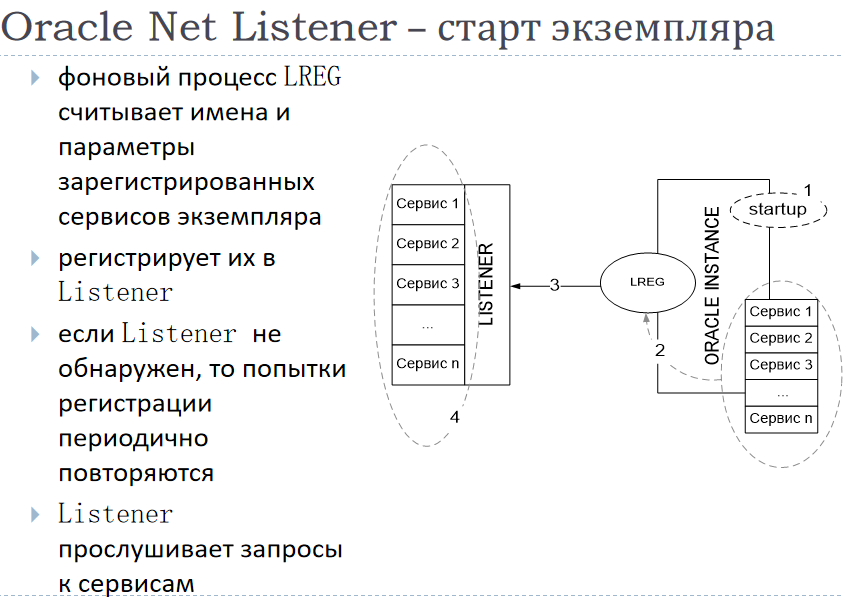 Oracle Net Listener – старт экземпляра
фоновый процесс LREG
считывает имена и
параметры
зарегистрированных
сервисов экземпляра
регистрирует их в
Listener
если Listener не
обнаружен, то попытки
регистрации
периодично
повторяются
Listener
прослушивает запросы
к сервисам
Сервис 1
Сервис 2
Сервис 3
...
Сервис n
LISTENER
4
3
LREG
2
ORACLE INSTANCE
1
startup
Сервис 1
Сервис 2
Сервис 3
...
Сервис n